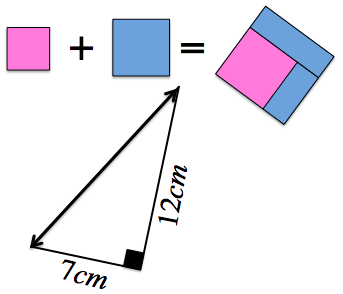 + =
12cm
7cm